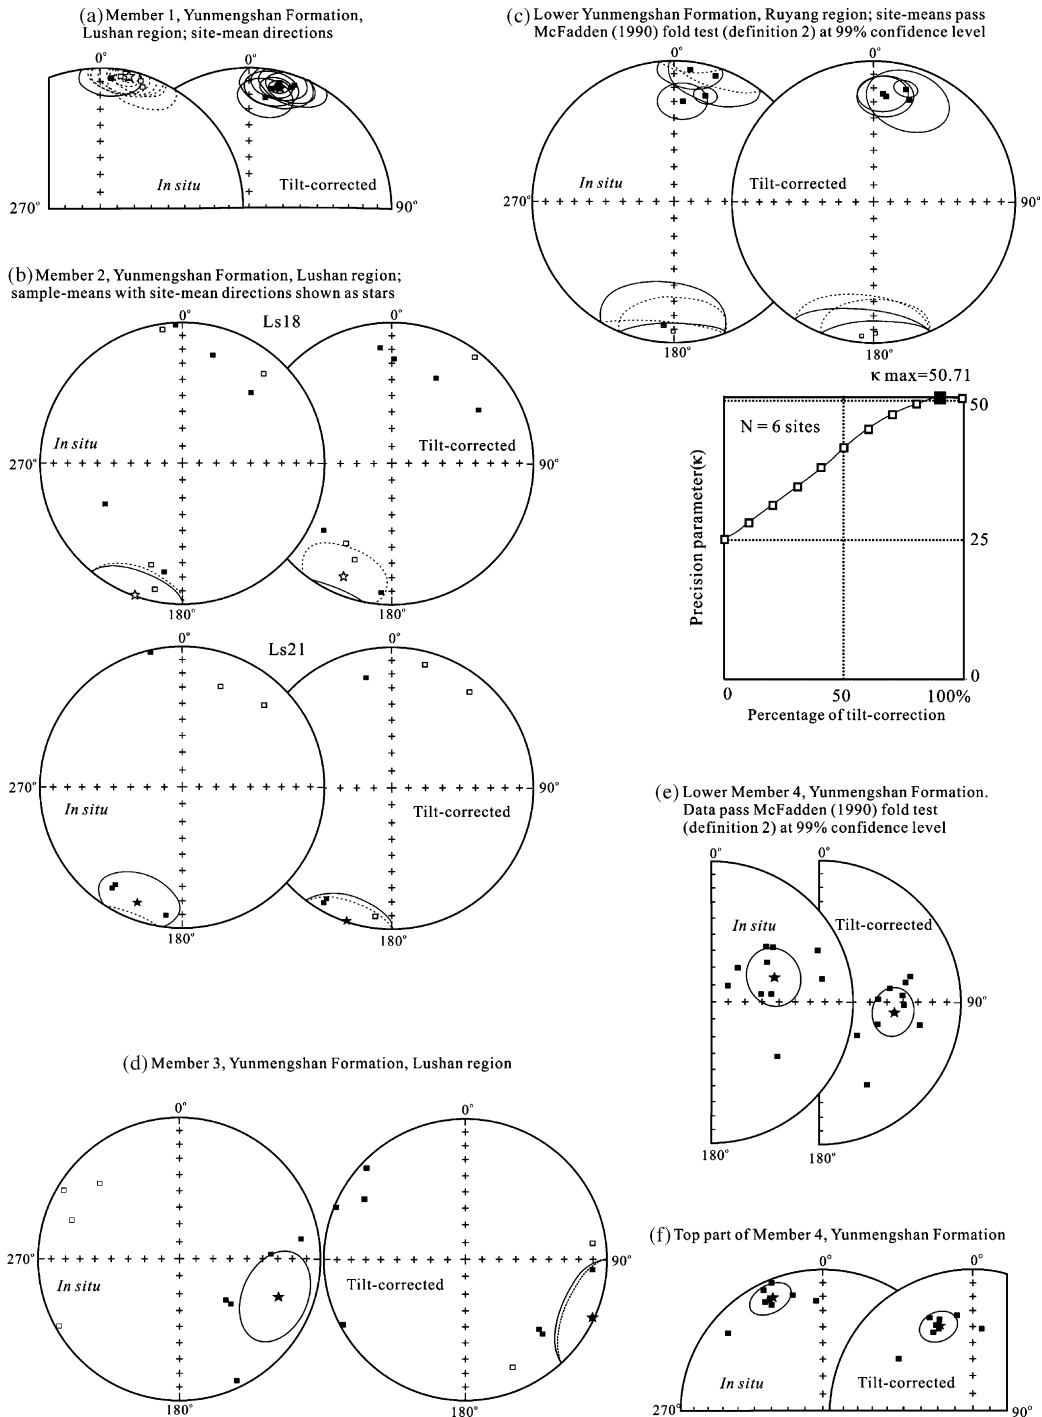 (a) Member 1, Yunmengshan Formation,
Lushan region; site-mean directions
0°
0°
In situ
Tilt-corrected
270°
90°
(b) Member 2, Yunmengshan Formation, Lushan region;
sample-means with site-mean directions shown as stars
Ls18
0°
0°
In situ
Tilt-corrected
270°
90°
180°
180°
Ls21
0°
0°
270°
90°
In situ
Tilt-corrected
180°
180°
(c) Lower Yunmengshan Formation, Ruyang region; site-means pass
McFadden (1990) fold test (definition 2) at 99% confidence level
0°
0°
In situ
Tilt-corrected
270°
90°
180°
180°
κ max=50.71
50
N = 6 sites
Precision parameter(κ)
25
0
0
50
100%
Percentage of tilt-correction
(d) Member 3, Yunmengshan Formation, Lushan region
0°
0°
270°
90°
In situ
Tilt-corrected
180°
180°
(e) Lower Member 4, Yunmengshan Formation.
Data pass McFadden (1990) fold test
(definition 2) at 99% confidence level
0°
0°
In situ
Tilt-corrected
90°
180°
180°
(f) Top part of Member 4, Yunmengshan Formation
0°
0°
In situ
Tilt-corrected
270°
90°